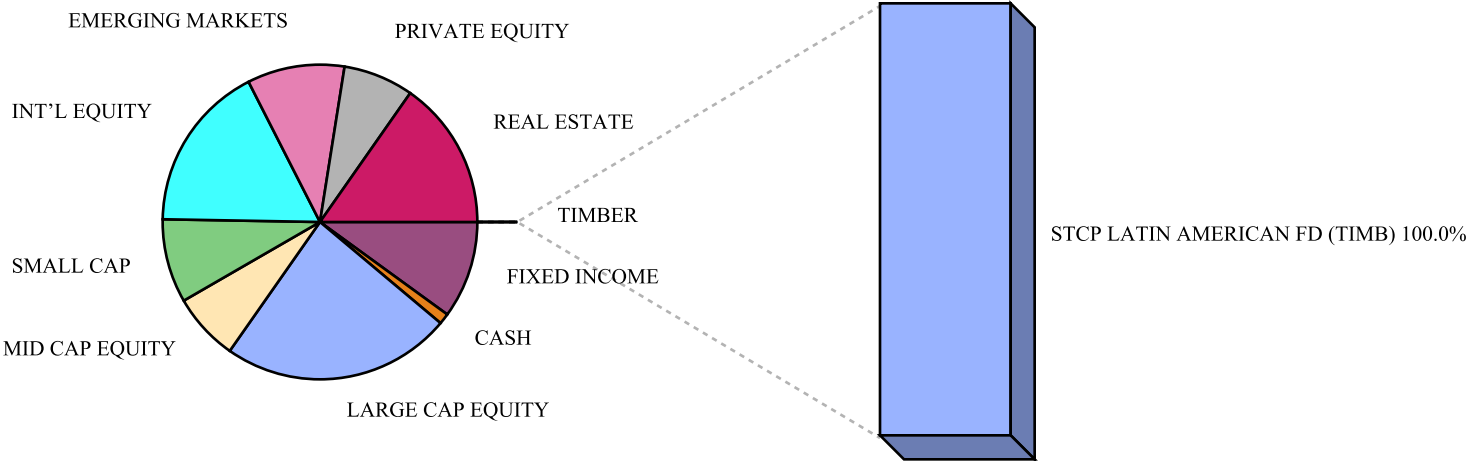 EMERGING MARKETS
PRIVATE EQUITY
INT’L EQUITY
REAL ESTATE
TIMBER
STCP LATIN AMERICAN FD (TIMB) 100.0%
SMALL CAP
FIXED INCOME
CASH
MID CAP EQUITY
LARGE CAP EQUITY